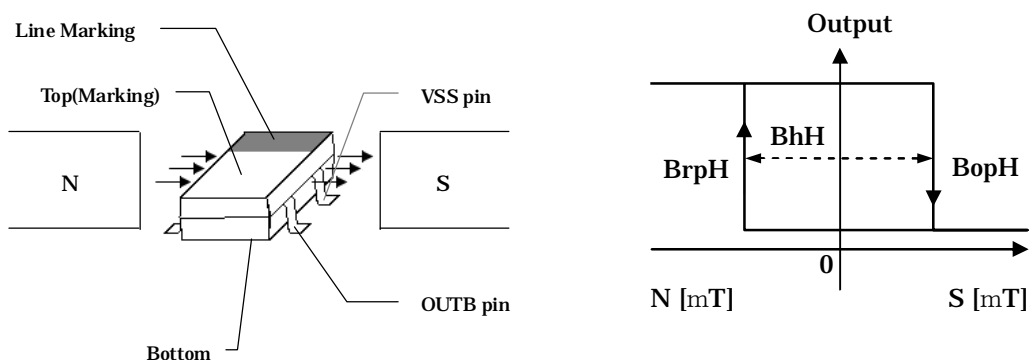 Line Marking
Top(Marking)
VSS pin
N
S
OUTB pin
Bottom
Output
BhH
BrpH
BopH
0
N [mT]
S [mT]